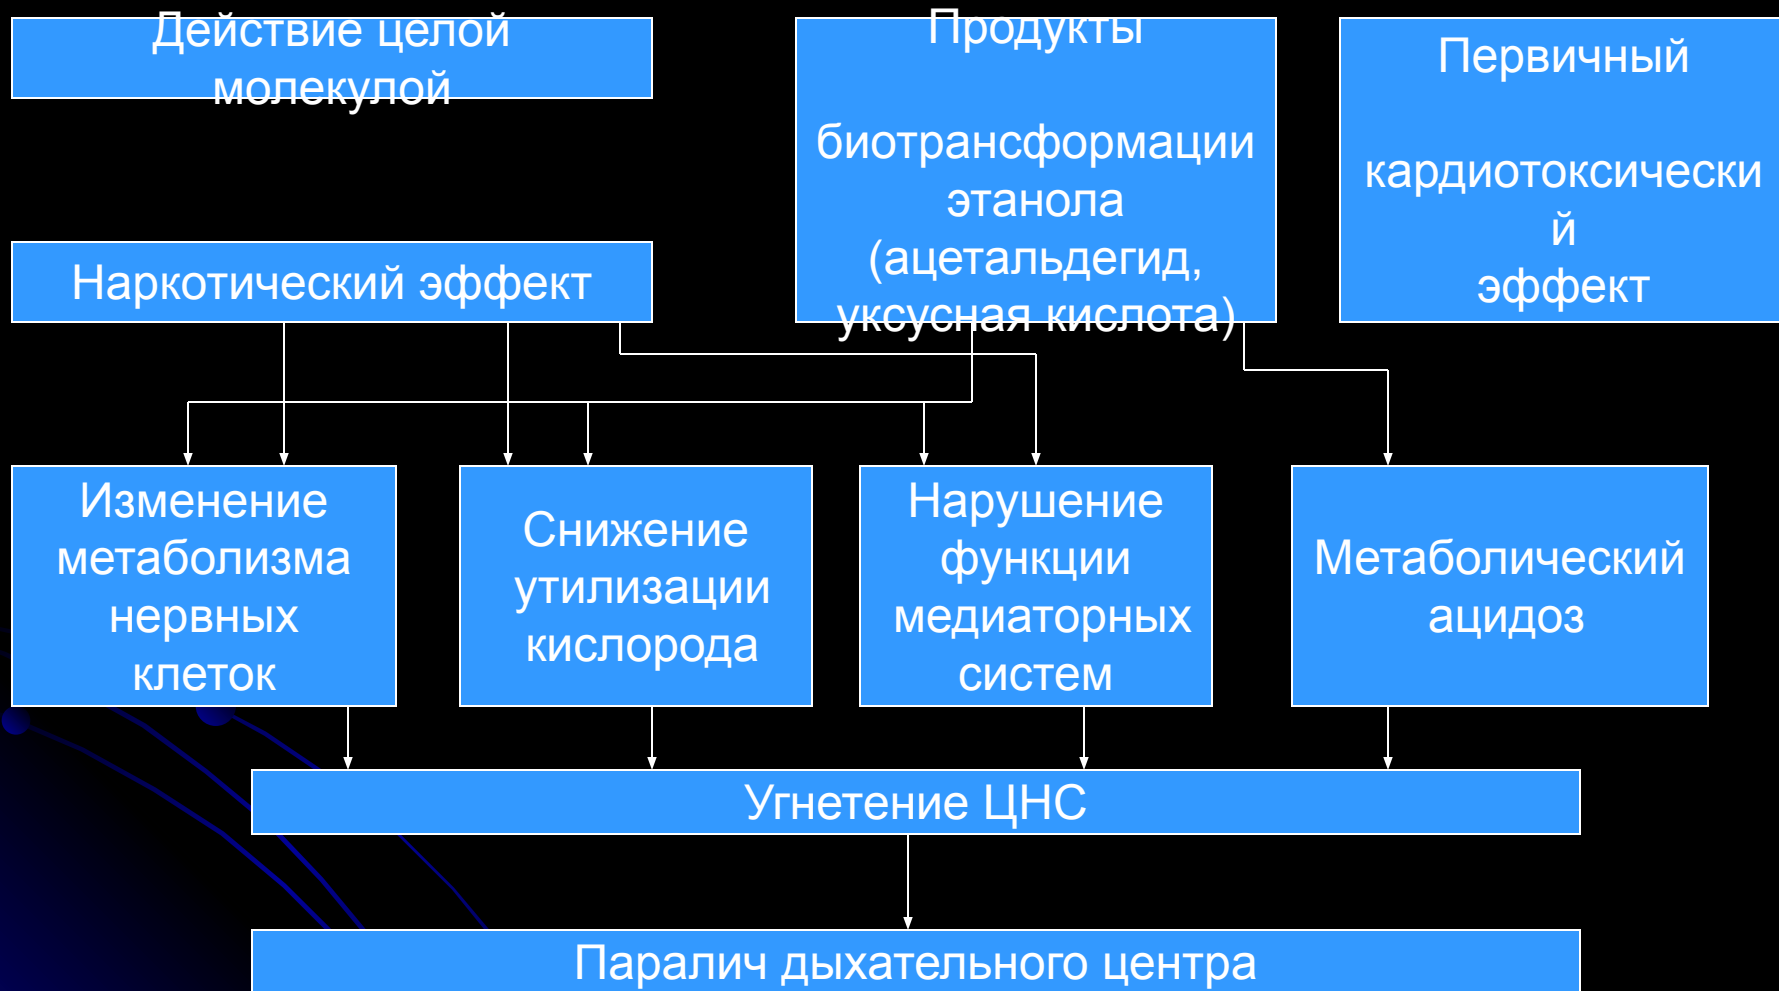 Действие целой
молекулой
Продукты
биотрансформации
этанола
(ацетальдегид,
уксусная кислота)
Первичный
кардиотоксически
й
эффект
Наркотический эффект
Изменение
метаболизма
нервных
клеток
Снижение
утилизации
кислорода
Нарушение
функции
медиаторных
систем
Метаболический
ацидоз
Угнетение ЦНС
Паралич дыхательного центра